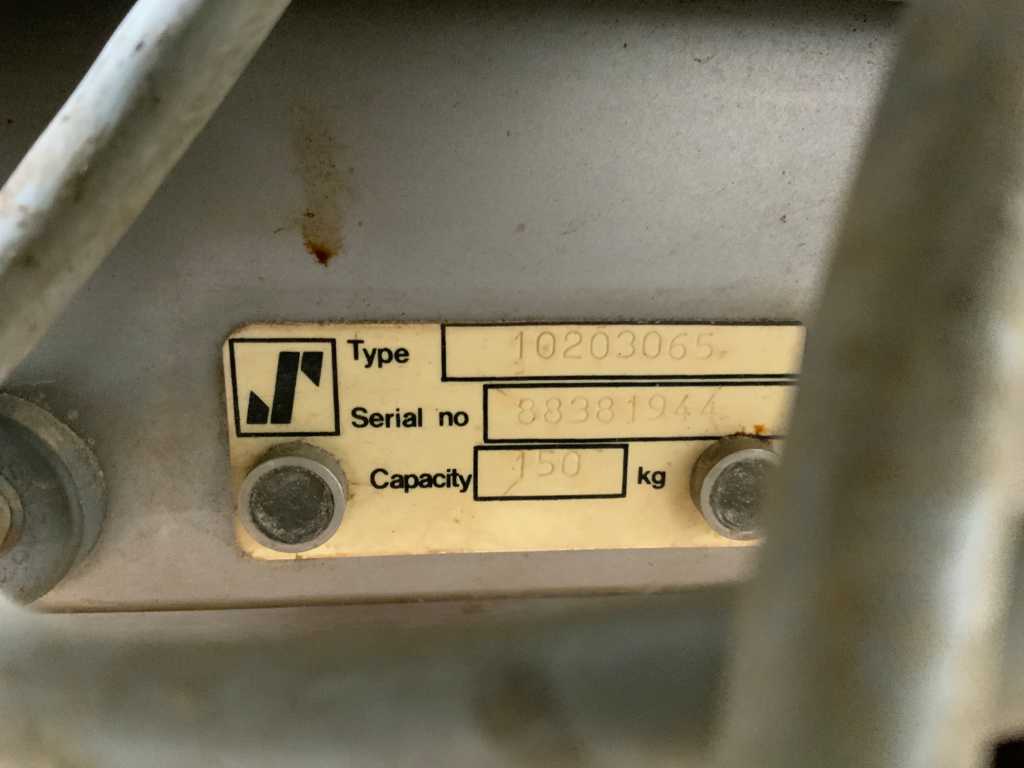 Type 10203065
Serial no 88381944
Capacity 150 kg